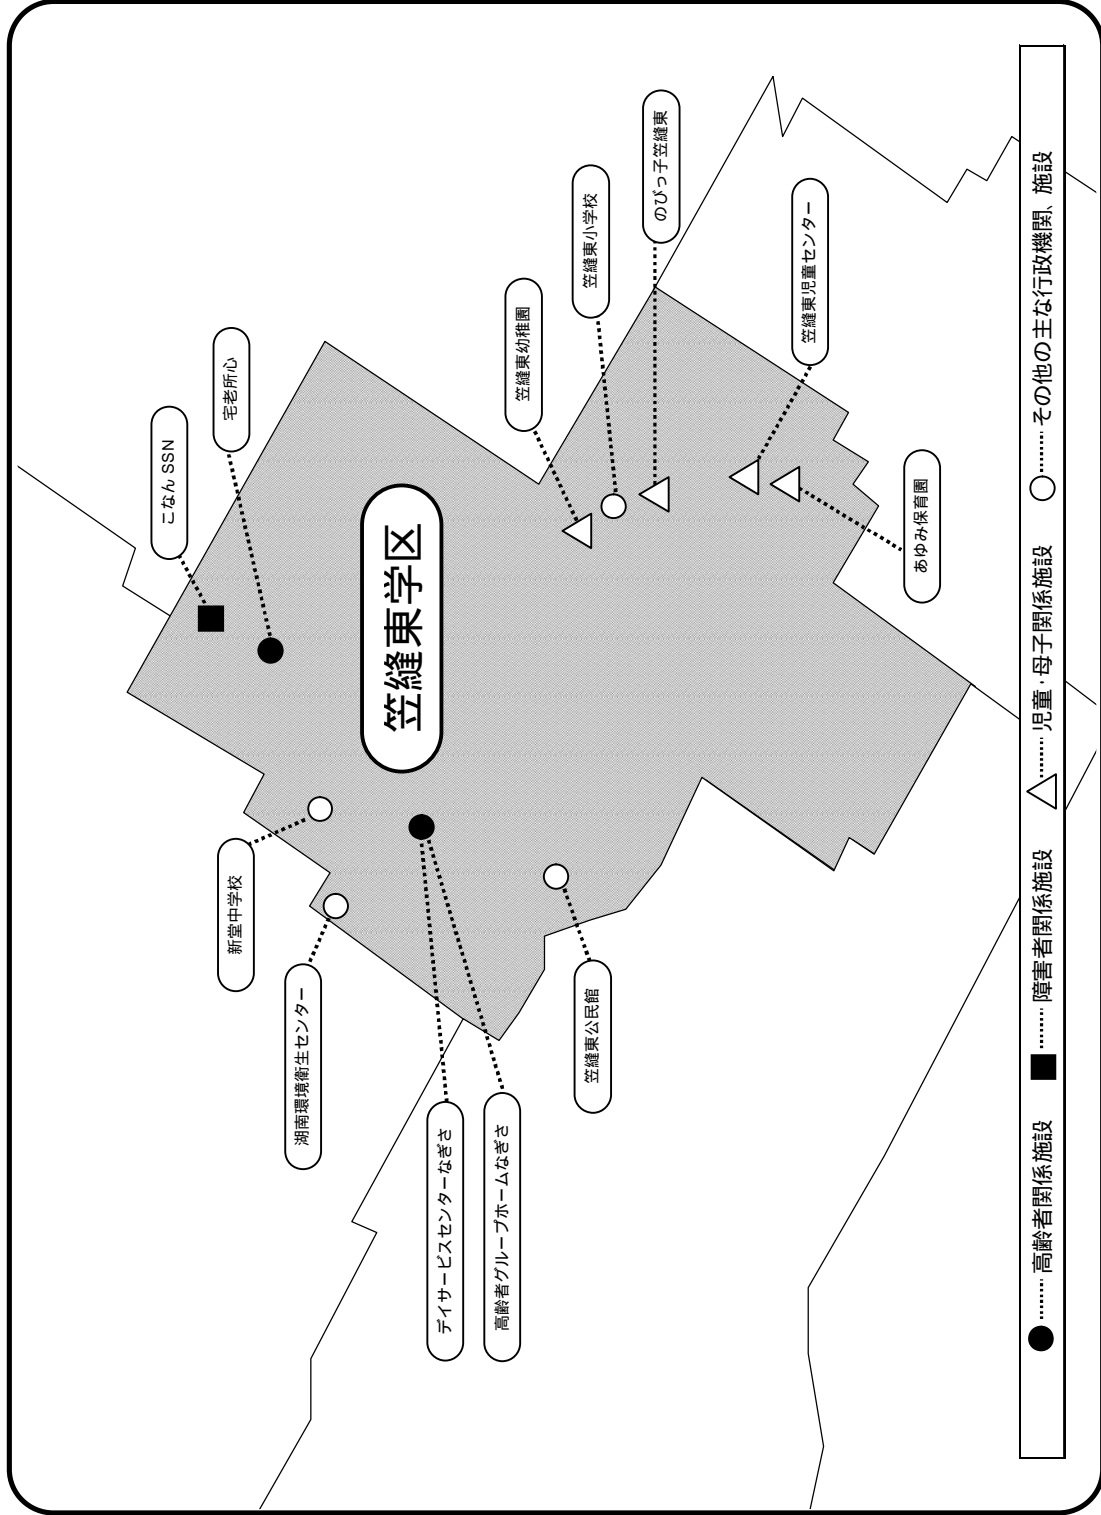 笠縫東学区
こなん SSN
宅老所心
新堂中学校
湖南環境衛生センター
デイサービスセンターなぎさ
高齢者グループホームなぎさ
笠縫東公民館
笠縫東幼稚園
笠縫東小学校
のびっ子笠縫東
笠縫東児童センター
あゆみ保育園
●……高齢者関係施設 ■……障害者関係施設 △……児童・母子関係施設 ○……その他の主な行政機関、施設